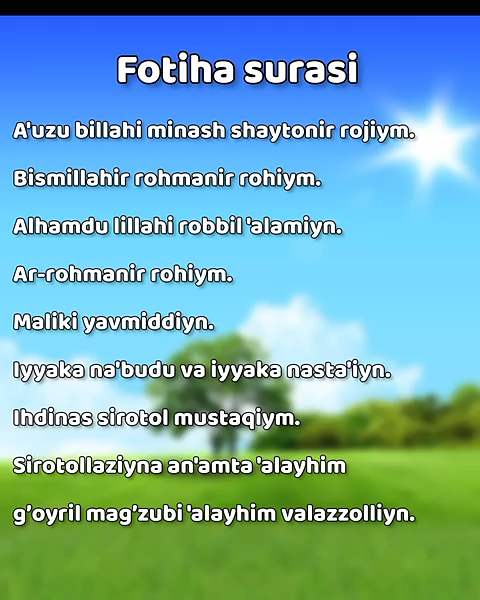 Fotiha surasi
A'uzu billahi minash shaytonir rojiym.
Bismillahir rohmanir rohiym.
Alhamdu lillahi robbil 'alamiyn.
Ar-rohmanir rohiym.
Maliki yavmiddiyn.
Iyyaka na'budu va iyyaka nasta'iyn.
Ihdinas sirotol mustaqiym.
Sirotollaziyna an'amta 'alayhim
g'oyril mag'zubi 'alayhim valazzolliyn.